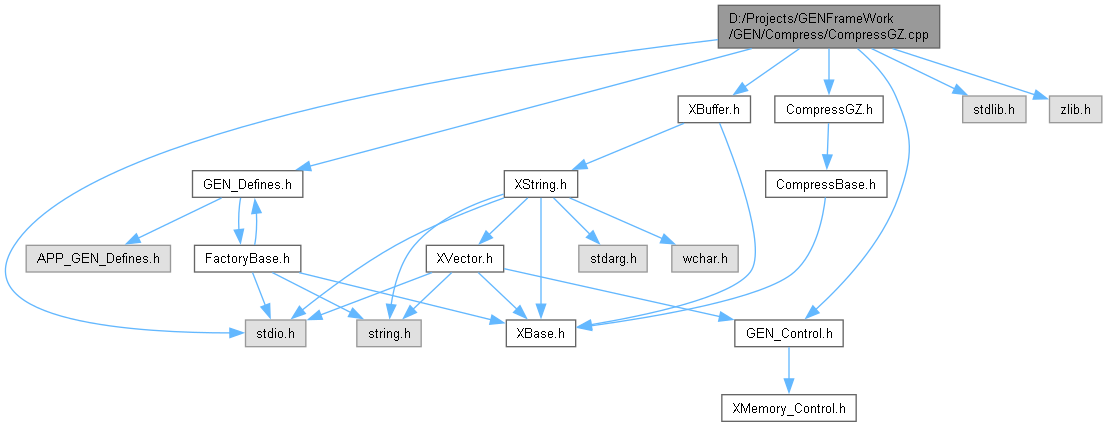 D:/Projects/GENFrameWork
/GEN/Compress/CompressGZ.cpp
XBuffer.h
CompressGZ.h
stdlib.h
zlib.h
GEN_Defines.h
XString.h
CompressBase.h
APP_GEN_Defines.h
FactoryBase.h
XVector.h
stdarg.h
wchar.h
stdio.h
string.h
XBase.h
GEN_Control.h
XMemory_Control.h